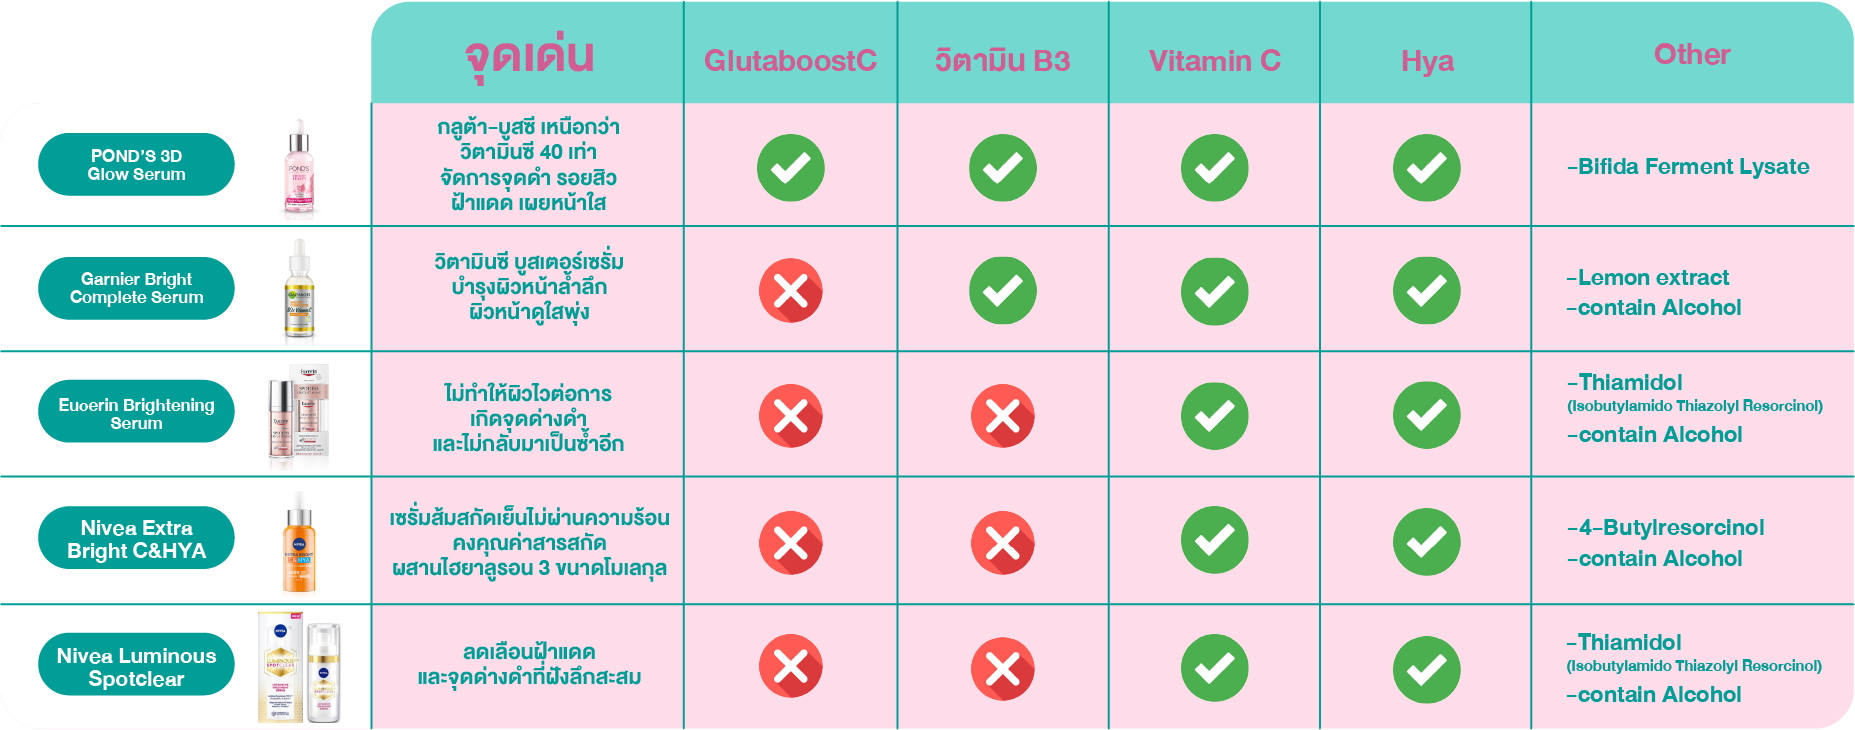 จุดเด่น
GlutaboostC
วิตามิน B3
Vitamin C
Hya
Other
POND'S 3D
Glow Serum
POND'S
กลูต้า-บูสซี เหนือกว่า
วิตามินซี 40 เท่า
จัดการจุดดำ รอยสิว
ฝ้าแดด เผยหน้าใส
-Bifida Ferment Lysate
Garnier Bright
Complete Serum
GARNIER
วิตามินซี บูสเตอร์เซรั่ม
บำรุงผิวหน้าล้ำลึก
ผิวหน้าดูใสพุ่ง
-Lemon extract
-contain Alcohol
Euoerin Brightening
Serum
Eucerin
ไม่ทำให้ผิวไวต่อการ
เกิดจุดด่างดำ
และไม่กลับมาเป็นซ้ำอีก
-Thiamidol
(Isobutylamido Thiazolyl Resorcinol)
-contain Alcohol
Nivea Extra
Bright C&HYA
NIVEA
เซรั่มส้มสกัดเย็นไม่ผ่านความร้อน
คงคุณค่าสารสกัด
ผสานไฮยาลูรอน 3 ขนาดโมเลกุล
-4-Butylresorcinol
-contain Alcohol
Nivea Luminous
Spotclear
NIVEA
LUMINOUS
SPOTCLEAR
ลดเลือนฝ้าแดด
และจุดด่างดำที่ฝังลึกสะสม
-Thiamidol
(Isobutylamido Thiazolyl Resorcinol)
-contain Alcohol